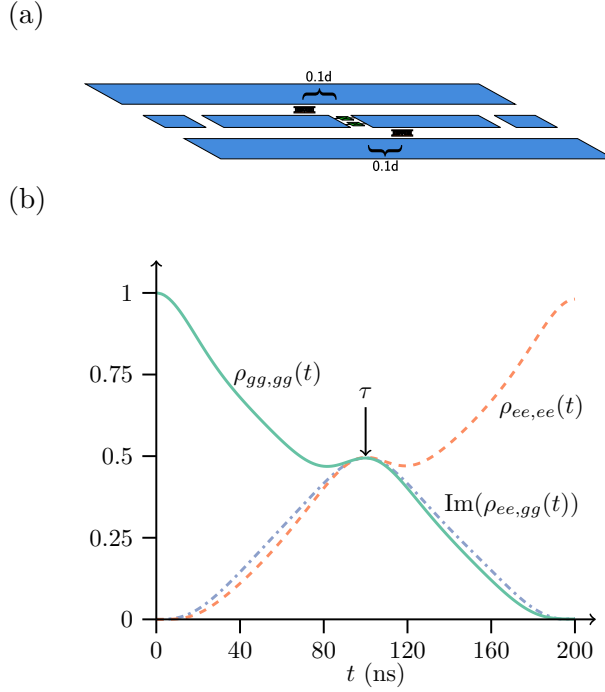 (a)
0.1d
0.1d
(b)
1
0.75
0.5
0.25
0
ρgg,gg(t)
τ
ρee,ee(t)
Im(ρee,gg(t))
0 40 80 120 160 200
t (ns)